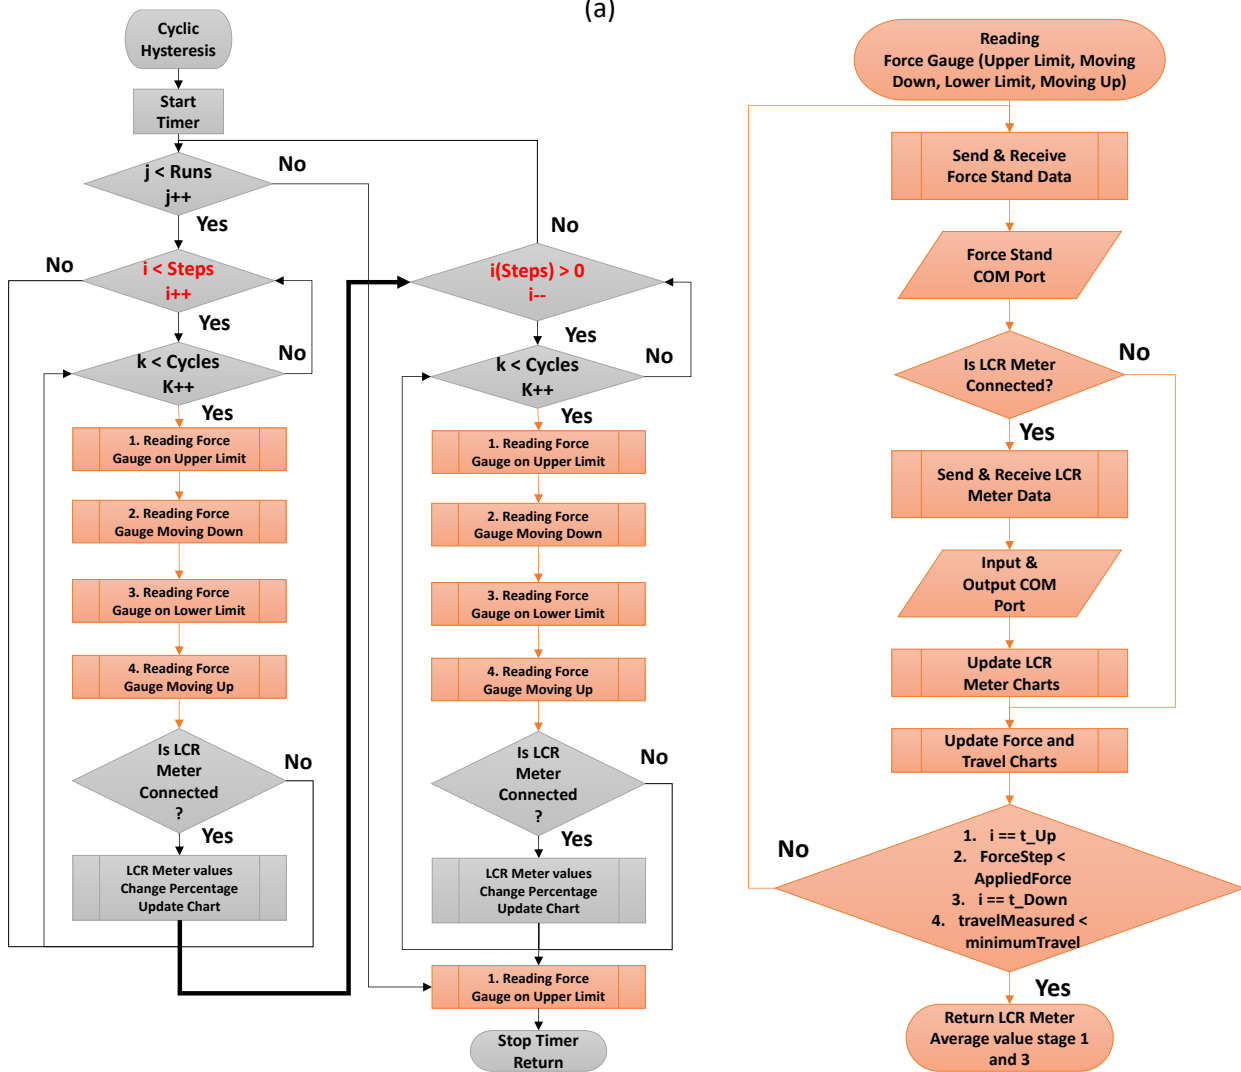 (a)
Cyclic
Hysteresis
Start
Timer
j < Runs
j++
No
Yes
i < Steps
i++
No
Yes
k < Cycles
K++
No
Yes
1. Reading Force
Gauge on Upper Limit
2. Reading Force
Gauge Moving Down
3. Reading Force
Gauge on Lower Limit
4. Reading Force
Gauge Moving Up
Is LCR
Meter
Connected
?
No
Yes
LCR Meter values
Change Percentage
Update Chart
No
i(Steps) > 0
i--
Yes
k < Cycles
K++
No
Yes
1. Reading Force
Gauge on Upper Limit
2. Reading Force
Gauge Moving Down
3. Reading Force
Gauge on Lower Limit
4. Reading Force
Gauge Moving Up
Is LCR
Meter
Connected
?
No
Yes
LCR Meter values
Change Percentage
Update Chart
1. Reading Force
Gauge on Upper Limit
Stop Timer
Return
Reading
Force Gauge (Upper Limit, Moving
Down, Lower Limit, Moving Up)
Send & Receive
Force Stand Data
Force Stand
COM Port
Is LCR Meter
Connected?
No
Yes
Send & Receive LCR
Meter Data
Input &
Output COM
Port
Update LCR
Meter Charts
Update Force and
Travel Charts
No
1. i == t_Up
2. ForceStep <
AppliedForce
3. i == t_Down
4. travelMeasured <
minimumTravel
Yes
Return LCR Meter
Average value stage 1
and 3